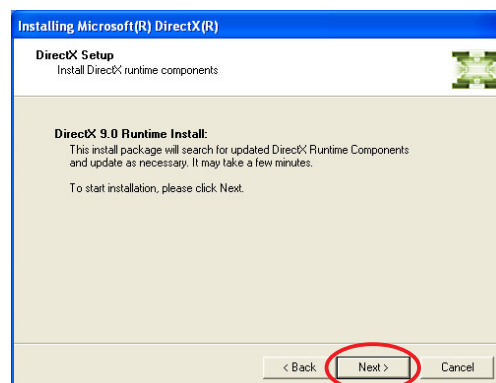 Installing Microsoft(R) DirectX(R)
DirectX Setup
Install DirectX runtime components
DirectX 9.0 Runtime Install:
This install package will search for updated DirectX Runtime Components
and update as necessary. It may take a few minutes.
To start installation, please click Next.
< Back
Next >
Cancel